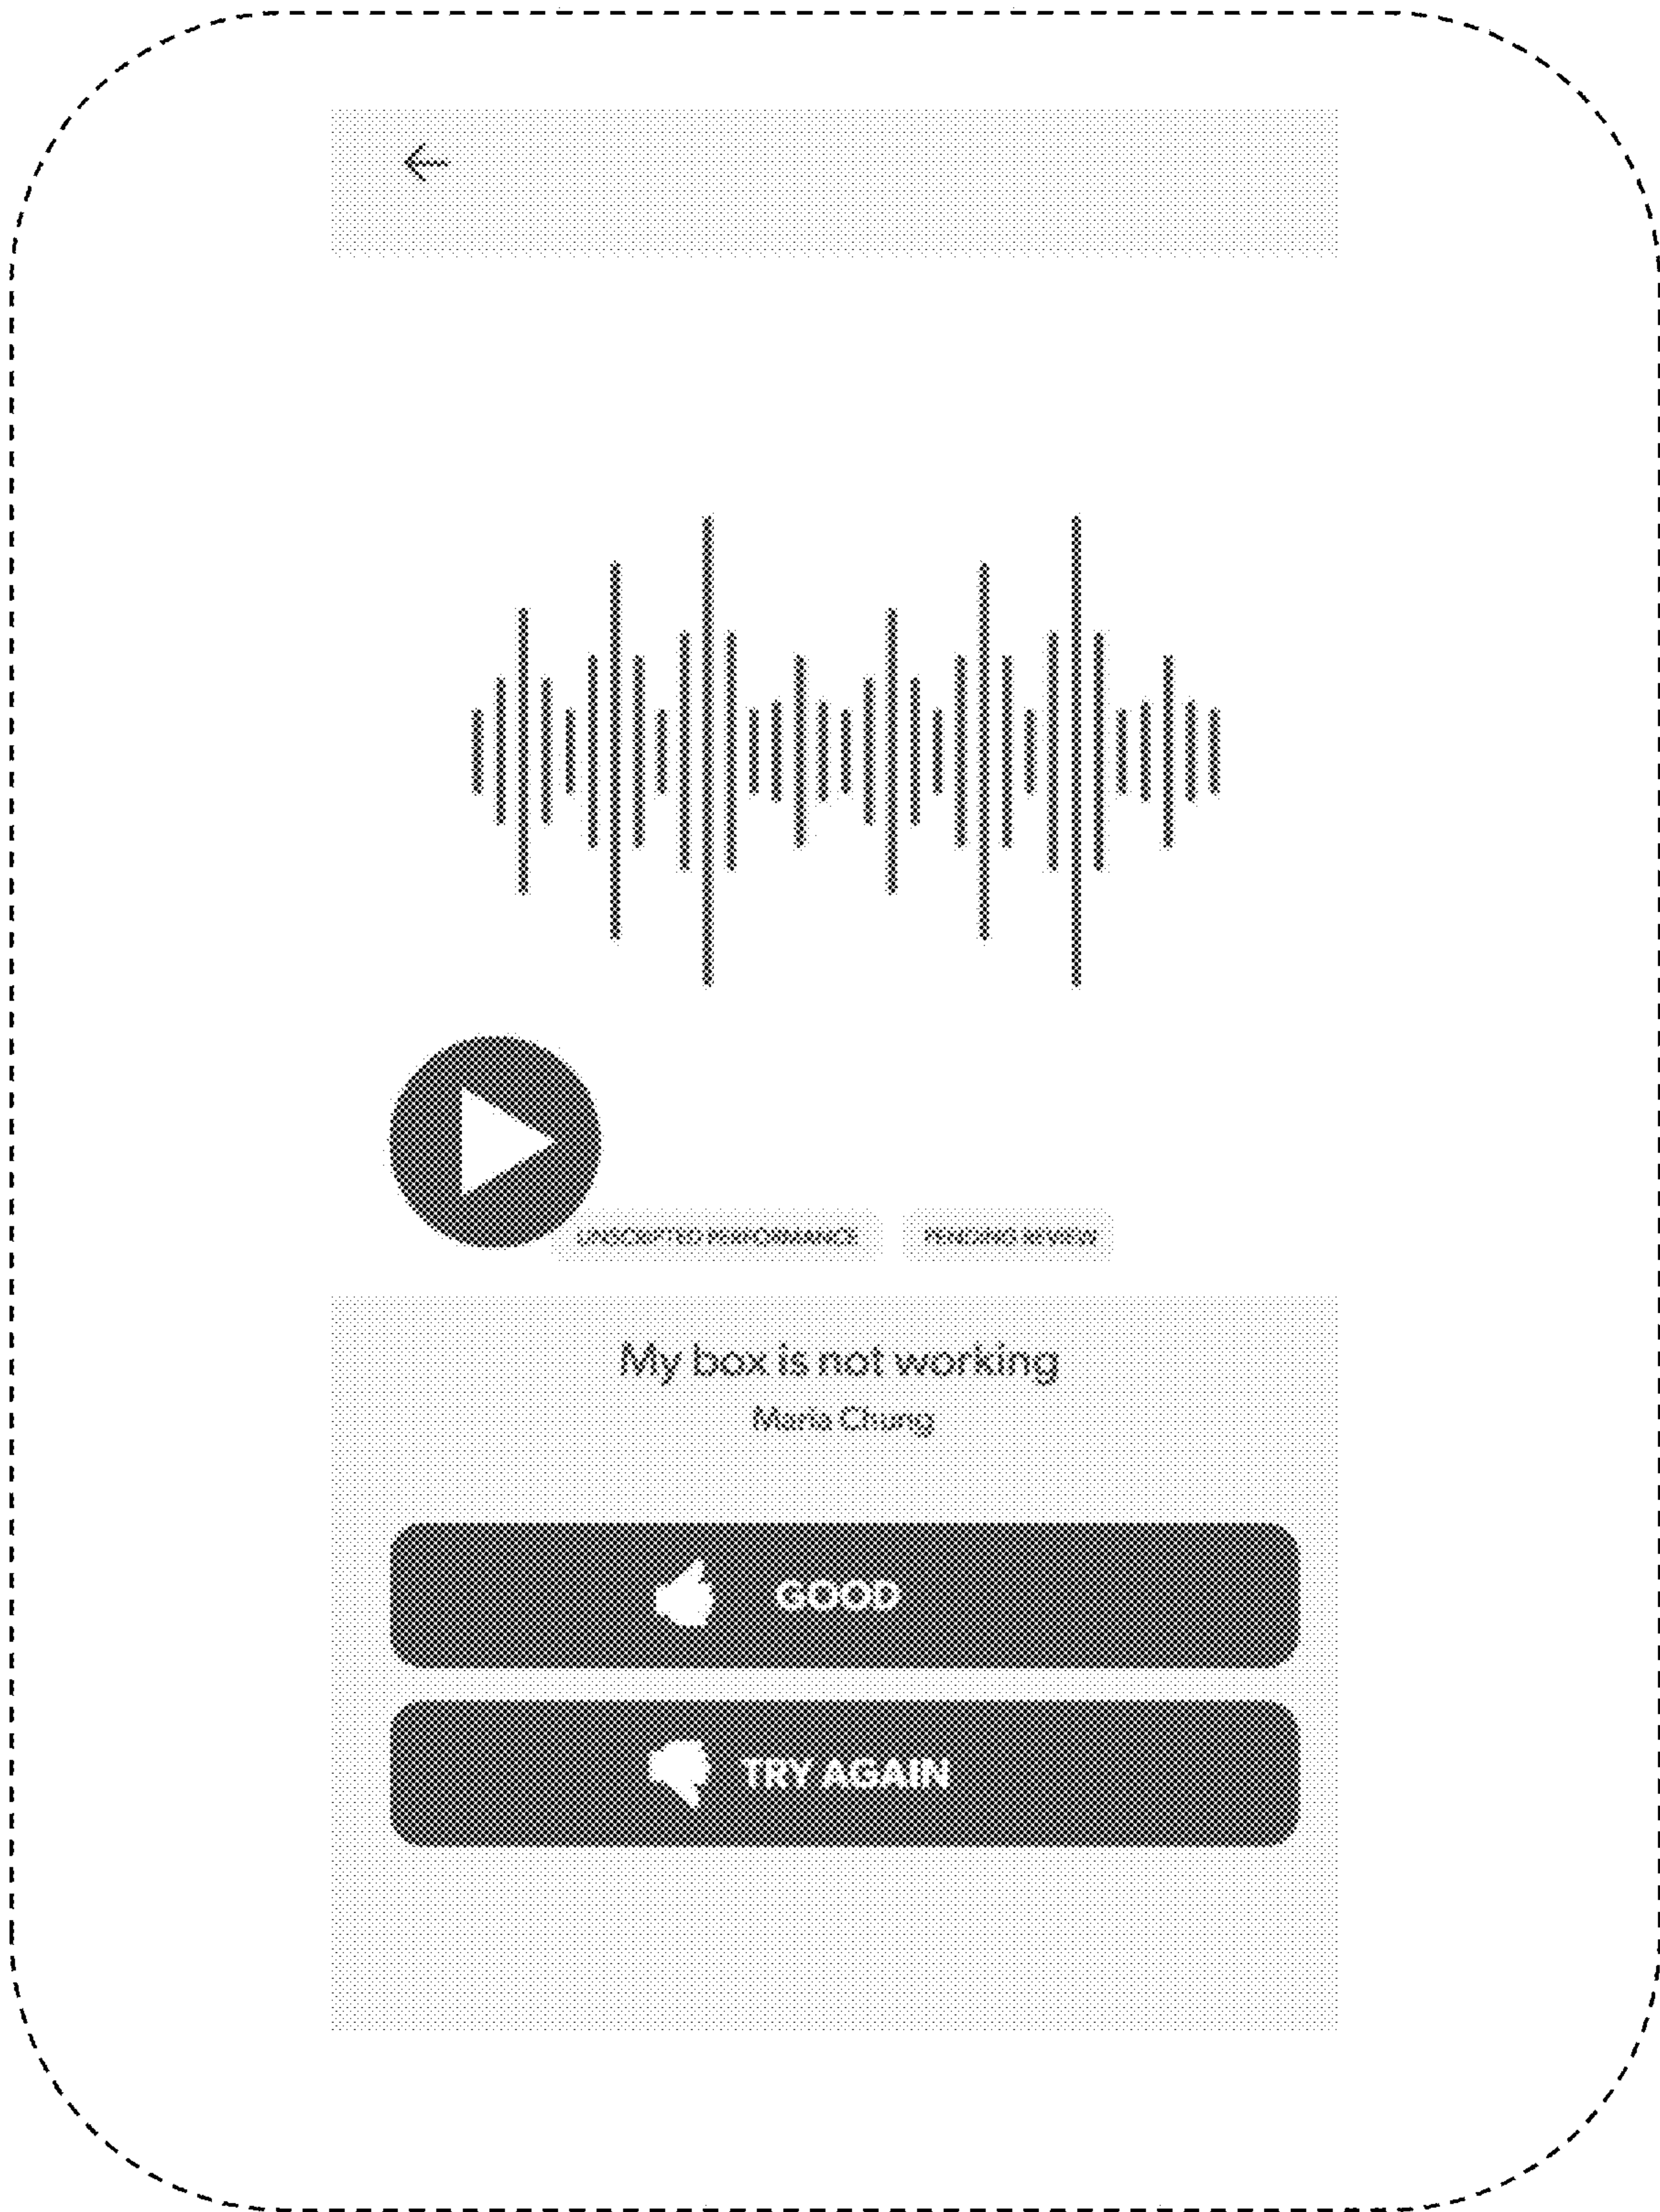 UNSCRIPTED PERFORMANCE PENDING REVIEW
My box is not working
Maria Chung
GOOD
TRY AGAIN